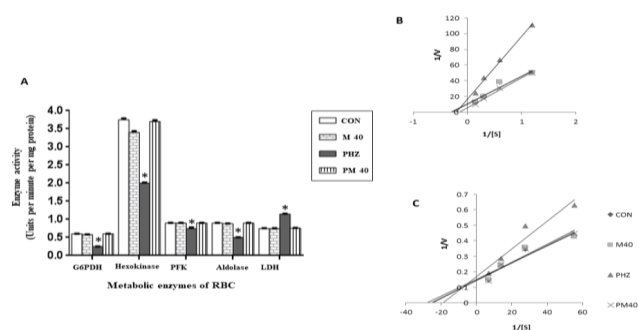 A
Enzyme activity
(Units per minute per mg protein)
4.0
3.5
3.0
2.5
2.0
1.5
1.0
0.5
0.0
*
*
*
*
*
G6PDH Hexokinase PFK Aldolase LDH
Metabolic enzymes of RBC
CON
M 40
PHZ
PM 40
B
1/V
120
100
80
60
40
20
0
-1 0 1 2
1/[S]
C
1/V
0.7
0.6
0.5
0.4
0.3
0.2
0.1
0
-40 -20 0 20 40 60
1/[S]
CON
M40
PHZ
PM40